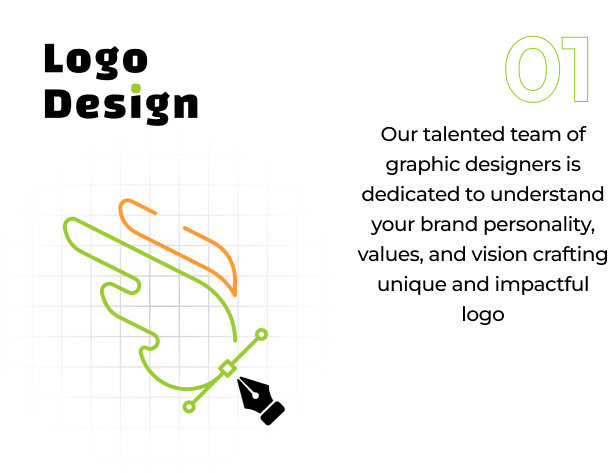 Logo
Design
01
Our talented team of
graphic designers is
dedicated to understand
your brand personality,
values, and vision crafting
unique and impactful
logo